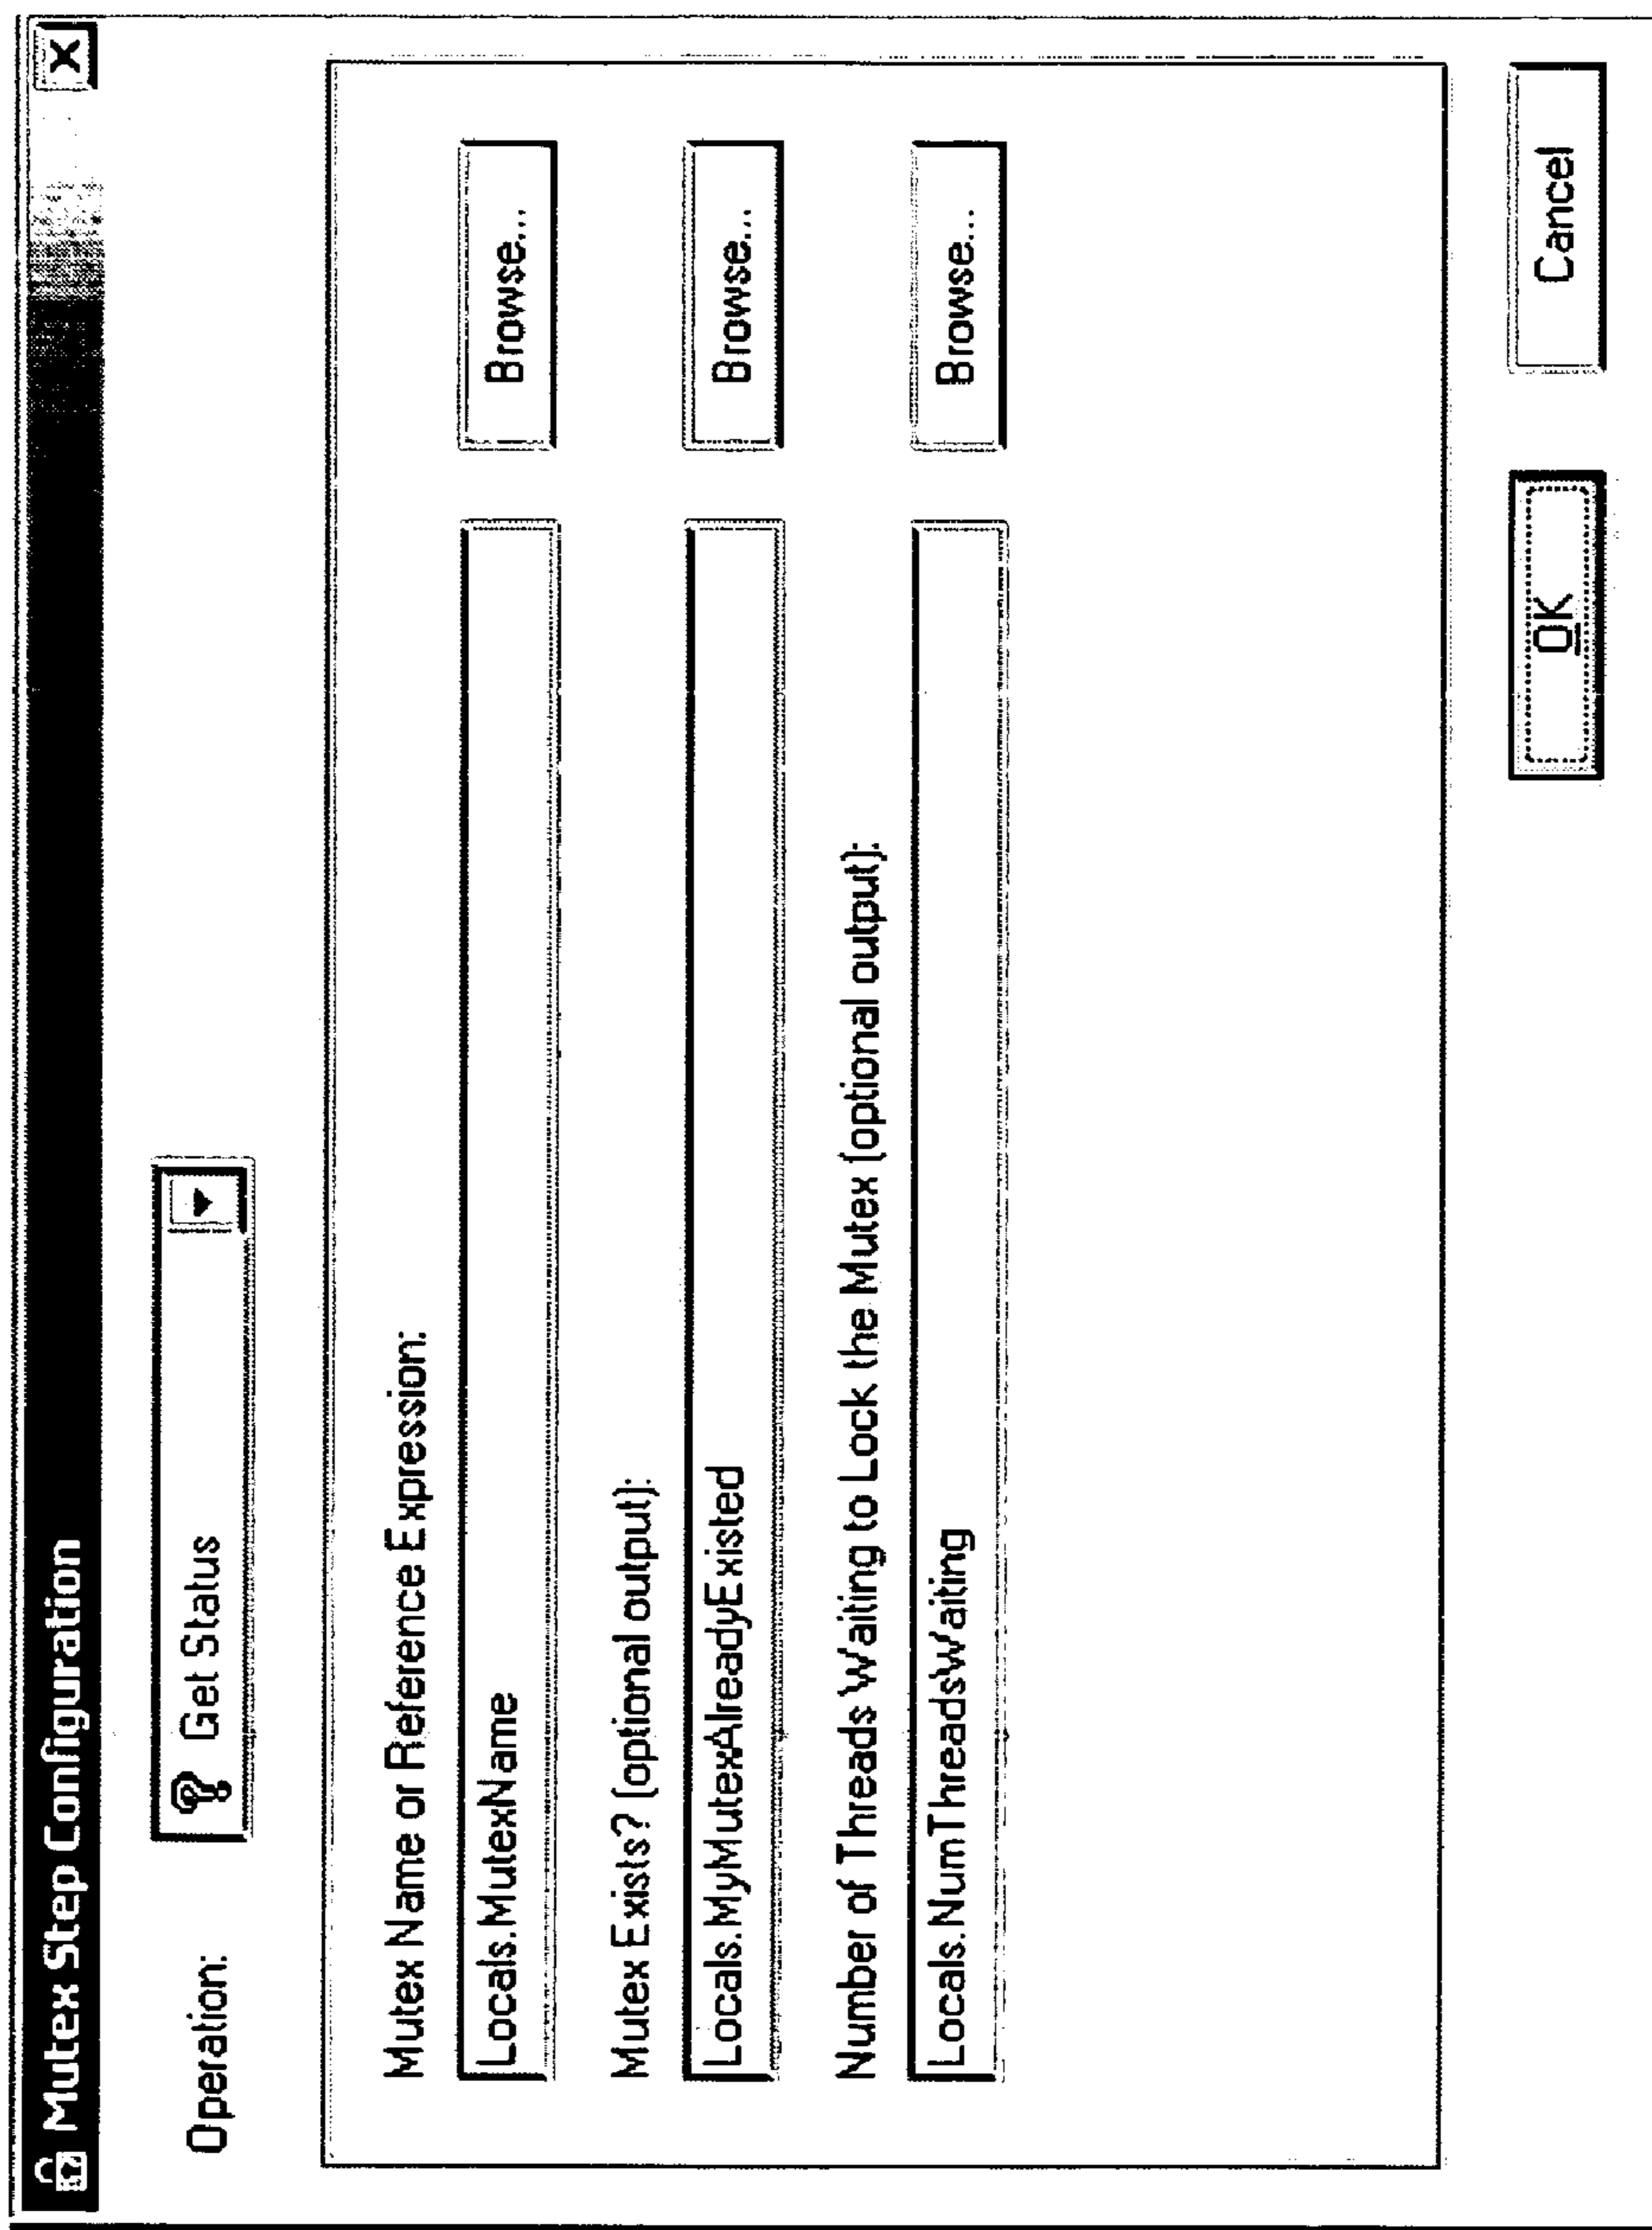 Mutex Step Configuration
X
Operation:
Get Status
Mutex Name or Reference Expression:
Locals.MutexName
Browse...
Mutex Exists? (optional output):
Locals.MyMutexAlreadyExisted
Browse...
Number of Threads Waiting to Lock the Mutex (optional output):
Locals.NumThreadsWaiting
Browse...
OK
Cancel